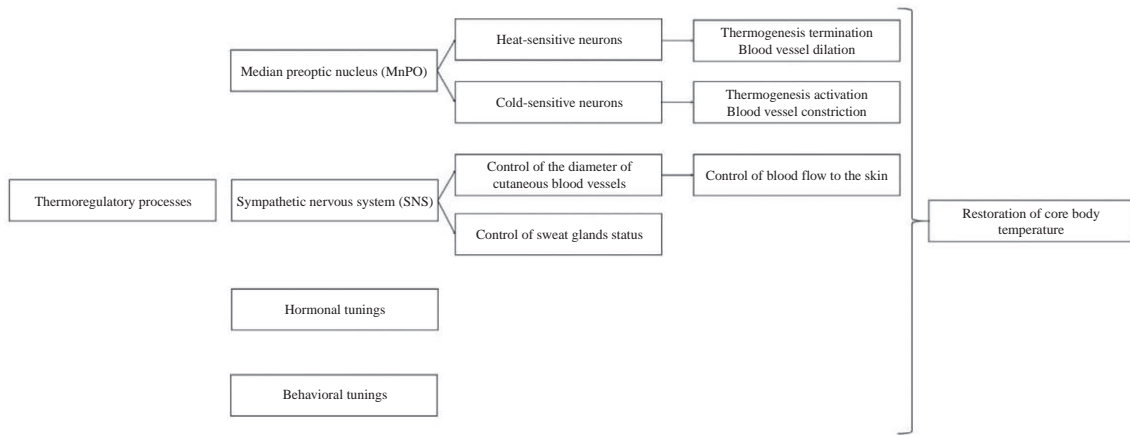 Thermoregulatory processes
Median preoptic nucleus (MnPO)
Heat-sensitive neurons
Thermogenesis termination
Blood vessel dilation
Cold-sensitive neurons
Thermogenesis activation
Blood vessel constriction
Sympathetic nervous system (SNS)
Control of the diameter of
cutaneous blood vessels
Control of blood flow to the skin
Control of sweat glands status
Hormonal tunings
Behavioral tunings
Restoration of core body
temperature